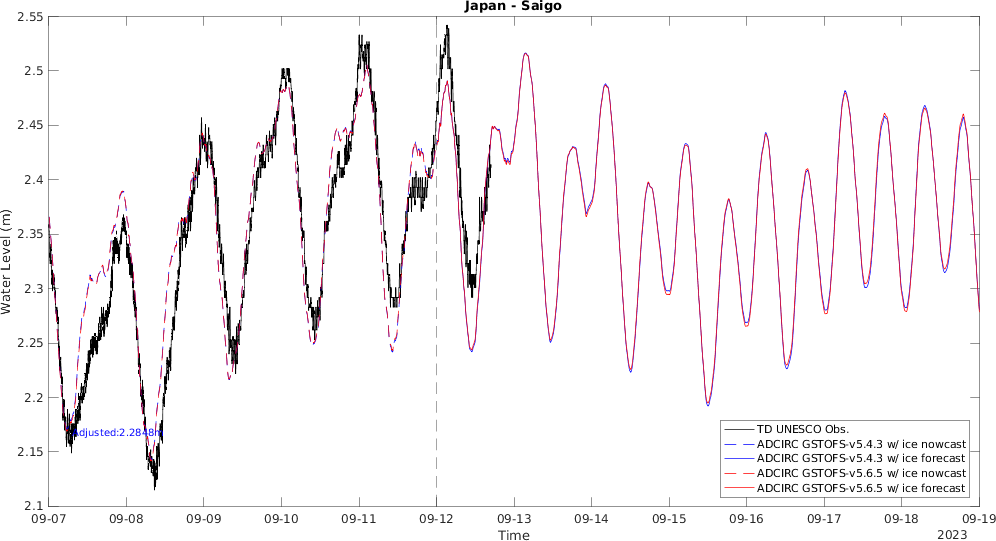 Japan - Saigo
Water Level (m)
2.55
2.5
2.45
2.4
2.35
2.3
2.25
2.2
2.15
2.1
Adjusted:2.2848m
TD UNESCO Obs.
ADCIRC GSTOFS-v5.4.3 w/ ice nowcast
ADCIRC GSTOFS-v5.4.3 w/ ice forecast
ADCIRC GSTOFS-v5.6.5 w/ ice nowcast
ADCIRC GSTOFS-v5.6.5 w/ ice forecast
09-07 09-08 09-09 09-10 09-11 09-12 09-13 09-14 09-15 09-16 09-17 09-18 09-19
Time
2023